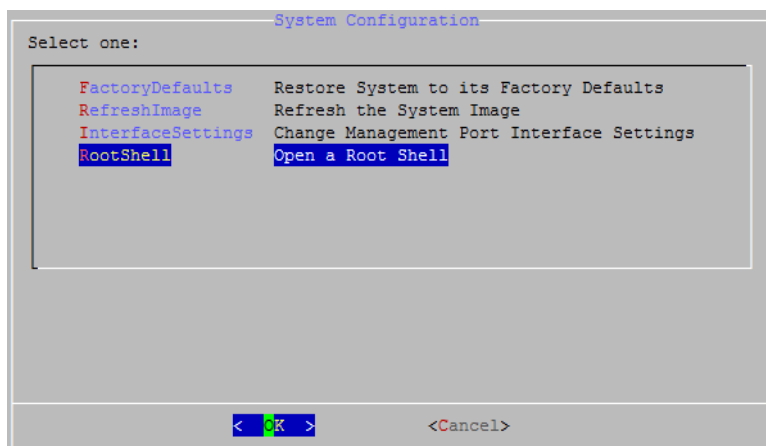 System Configuration
Select one:
FactoryDefaults Restore System to its Factory Defaults
RefreshImage Refresh the System Image
InterfaceSettings Change Management Port Interface Settings
RootShell Open a Root Shell
< OK > <Cancel>